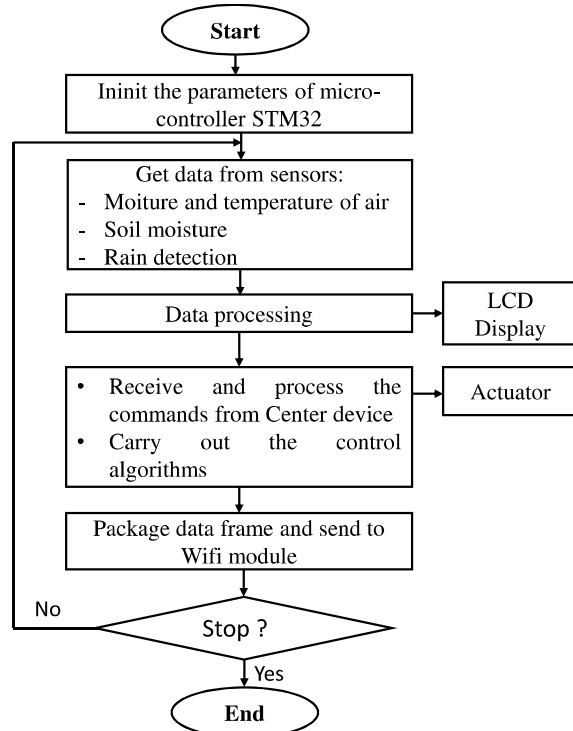 Start
Ininit the parameters of micro-
controller STM32
Get data from sensors:
- Moiture and temperature of air
- Soil moisture
- Rain detection
Data processing
LCD
Display
• Receive and process the
commands from Center device
• Carry out the control
algorithms
Actuator
Package data frame and send to
Wifi module
No
Stop ?
Yes
End